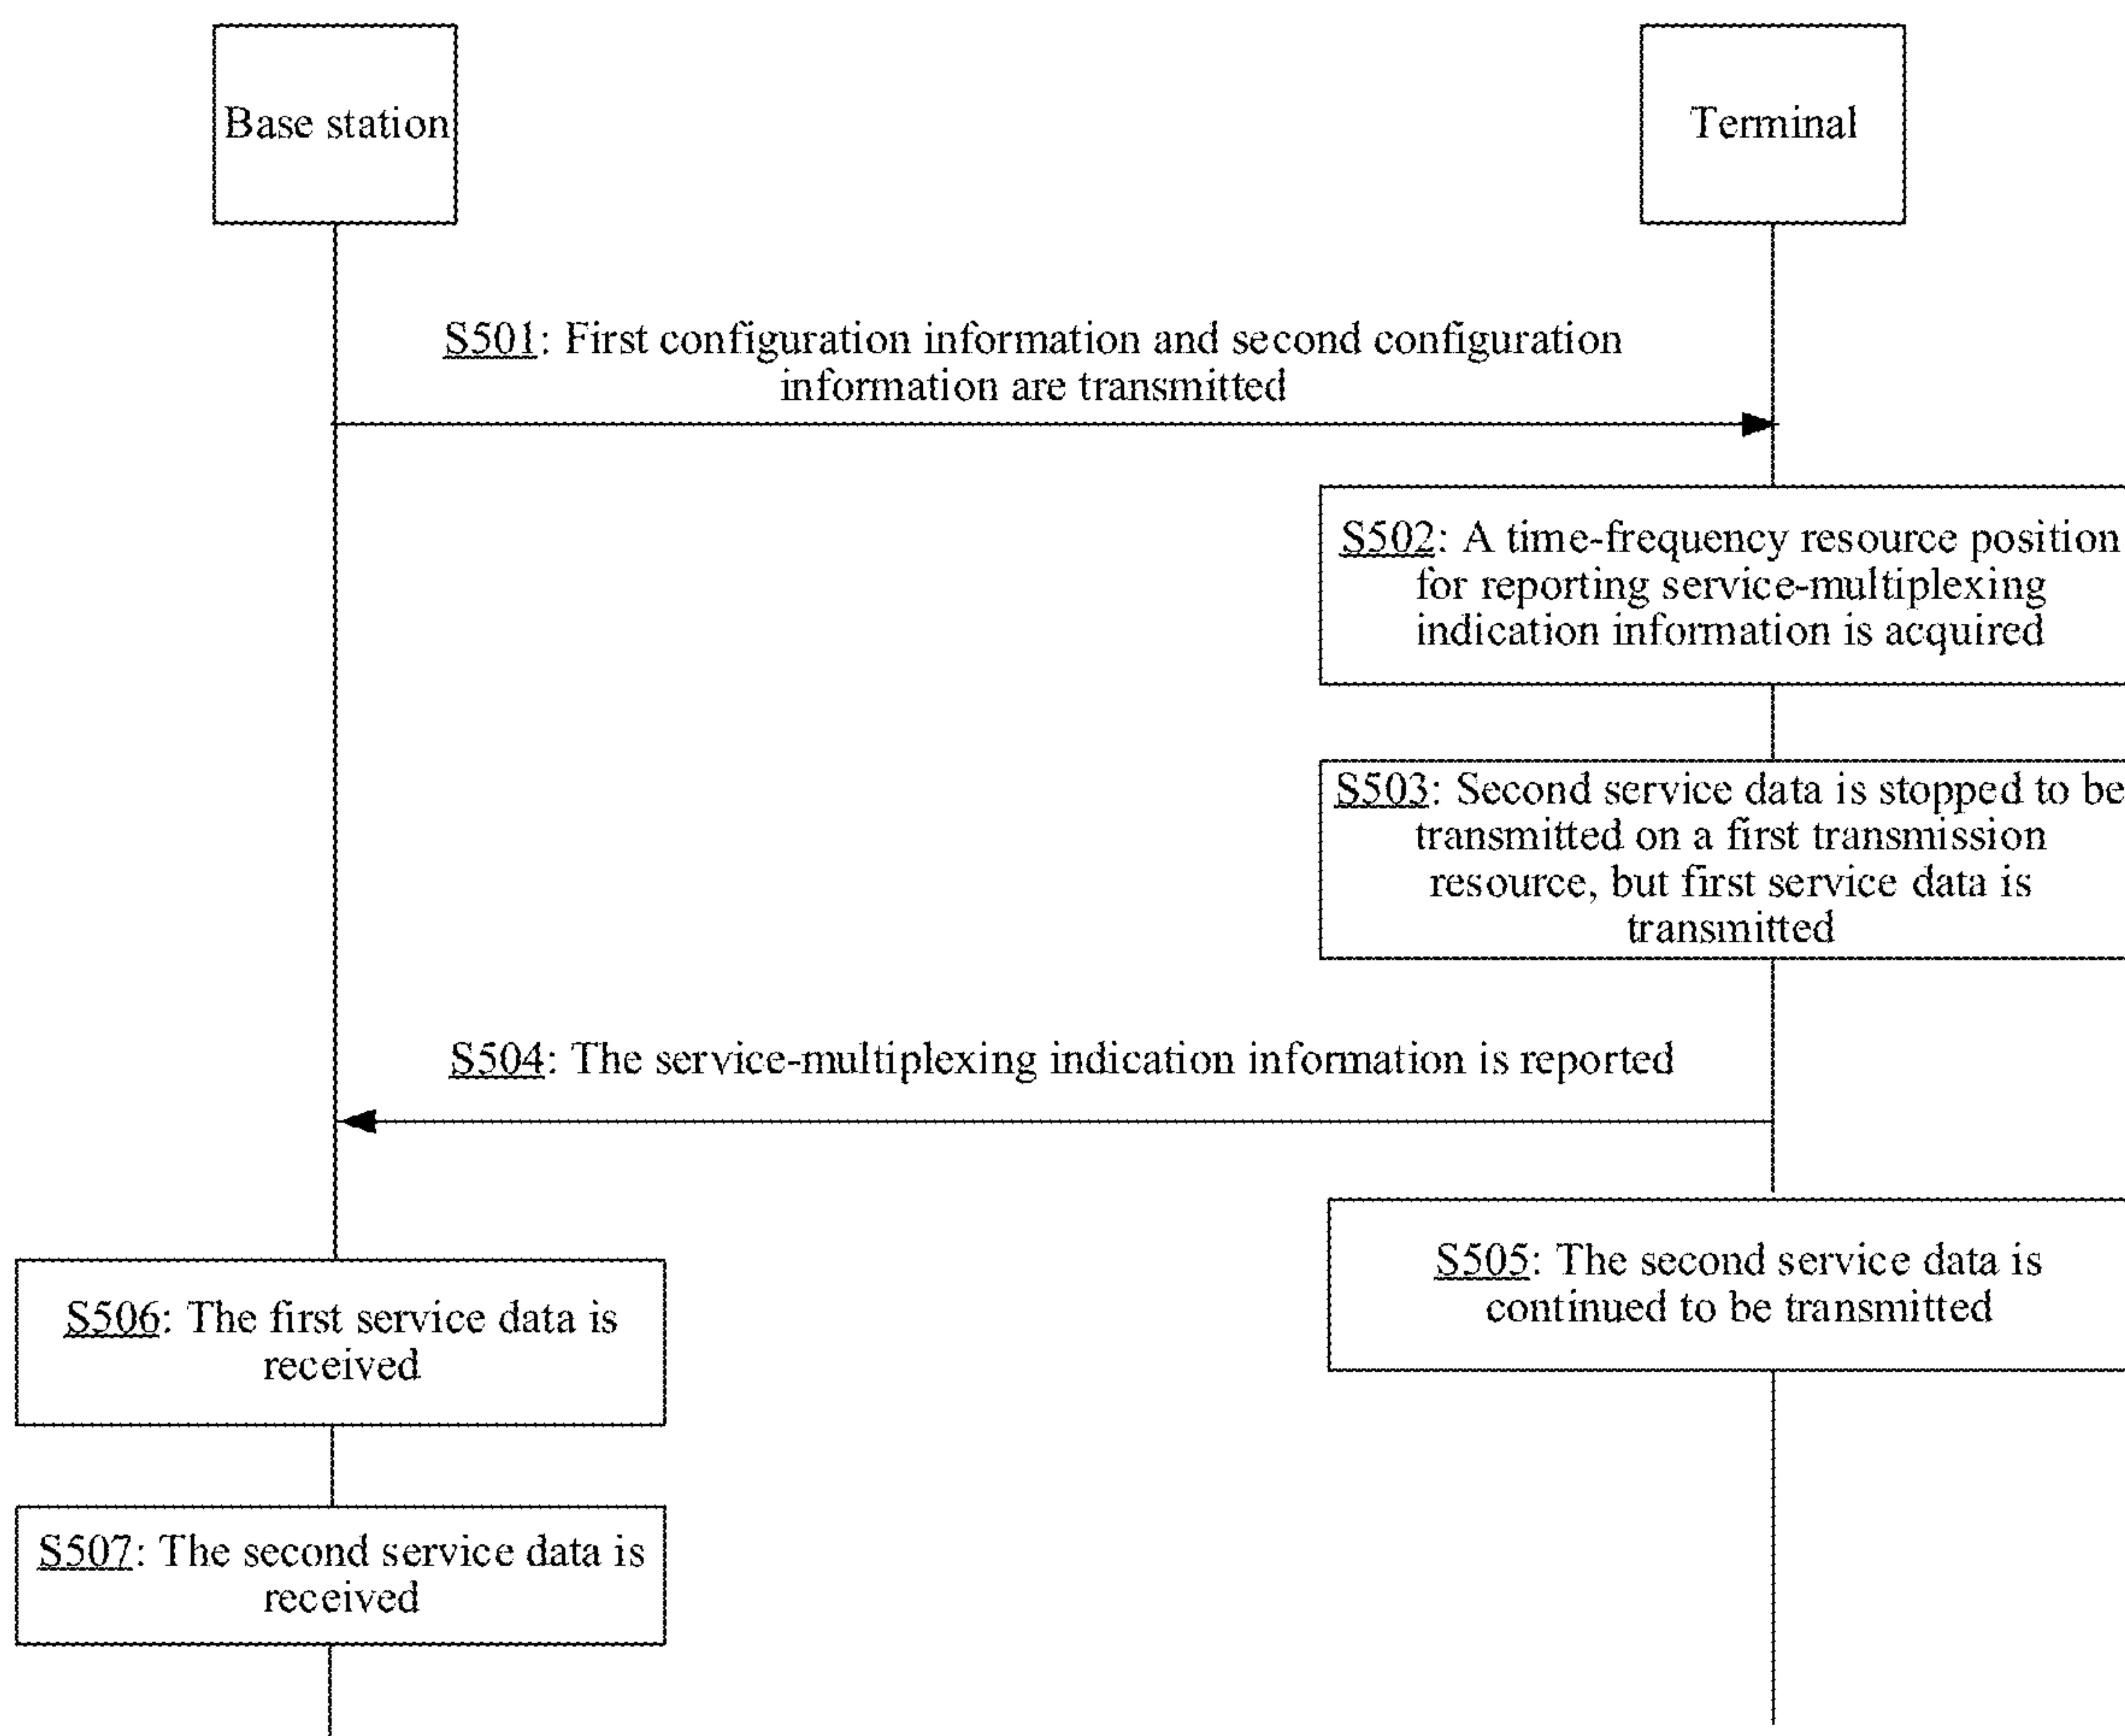 Base station
Terminal
S501: First configuration information and second configuration
information are transmitted
S502: A time-frequency resource position
for reporting service-multiplexing
indication information is acquired
S503: Second service data is stopped to be
transmitted on a first transmission
resource, but first service data is
transmitted
S504: The service-multiplexing indication information is reported
S505: The second service data is
continued to be transmitted
S506: The first service data is
received
S507: The second service data is
received